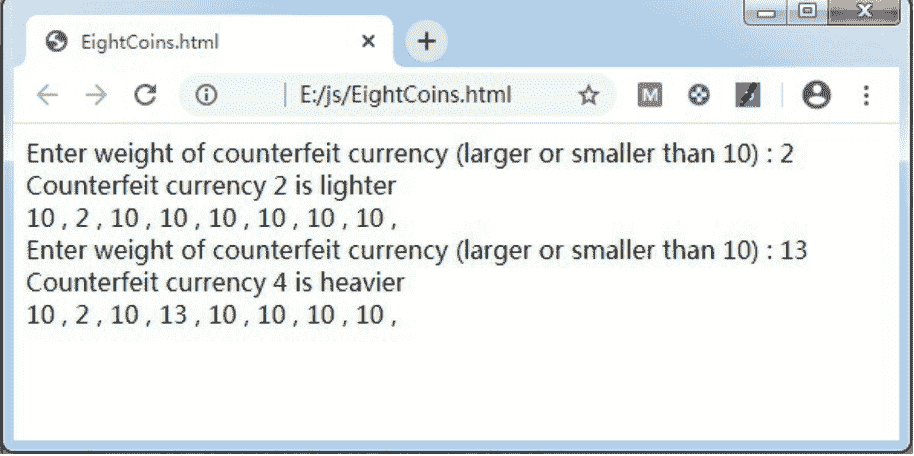 EightCoins.html
E:/js/EightCoins.html
M
Enter weight of counterfeit currency (larger or smaller than 10) : 2
Counterfeit currency 2 is lighter
10 , 2 , 10 , 10 , 10 , 10 , 10 , 10 ,
Enter weight of counterfeit currency (larger or smaller than 10) : 13
Counterfeit currency 4 is heavier
10 , 2 , 10 , 13 , 10 , 10 , 10 , 10 ,